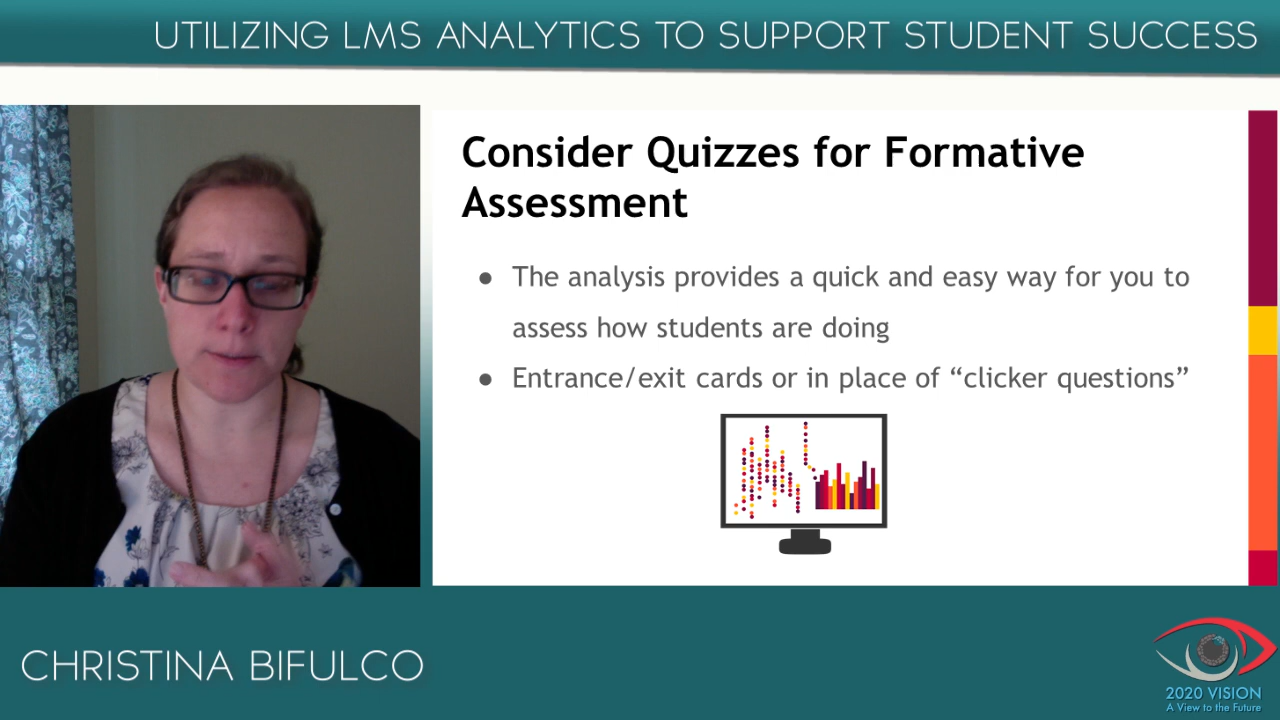 UTILIZING LMS ANALYTICS TO SUPPORT STUDENT SUCCESS
Consider Quizzes for Formative
Assessment
● The analysis provides a quick and easy way for you to
assess how students are doing
● Entrance/exit cards or in place of “clicker questions”
CHRISTINA BIFULCO
2020 VISION
A View to the Future